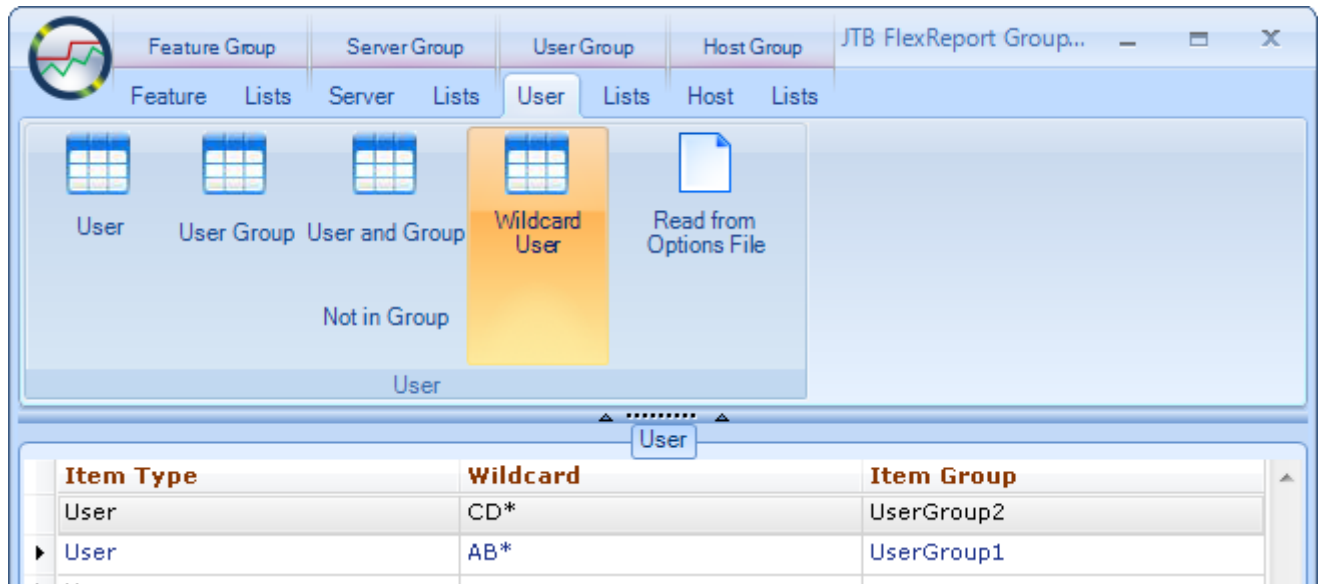 Feature Group Server Group User Group Host Group JTB FlexReport Group...
Feature Lists Server Lists User Lists Host Lists
User User Group User and Group Wildcard User Read from Options File
Not in Group
User
User
Item Type Wildcard Item Group
User CD* UserGroup2
User AB* UserGroup1